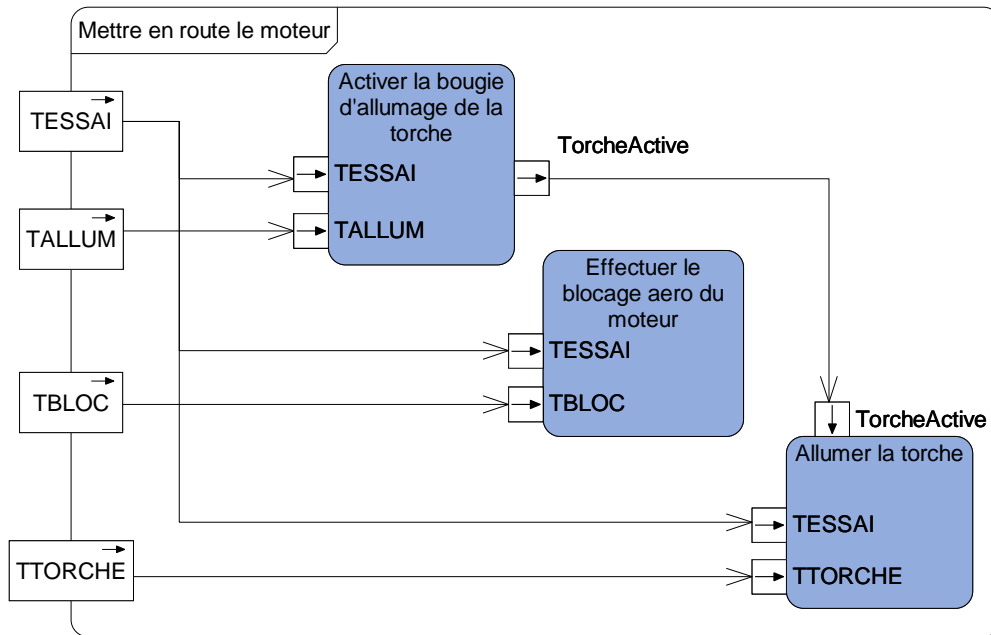 Mettre en route le moteur
TESSAI
TALLUM
TBLOC
TTORCHE
Activer la bougie
d'allumage de la
torche
TESSAI
TALLUM
TorcheActive
Effectuer le
blocage aero du
moteur
TESSAI
TBLOC
TorcheActive
Allumer la torche
TESSAI
TTORCHE